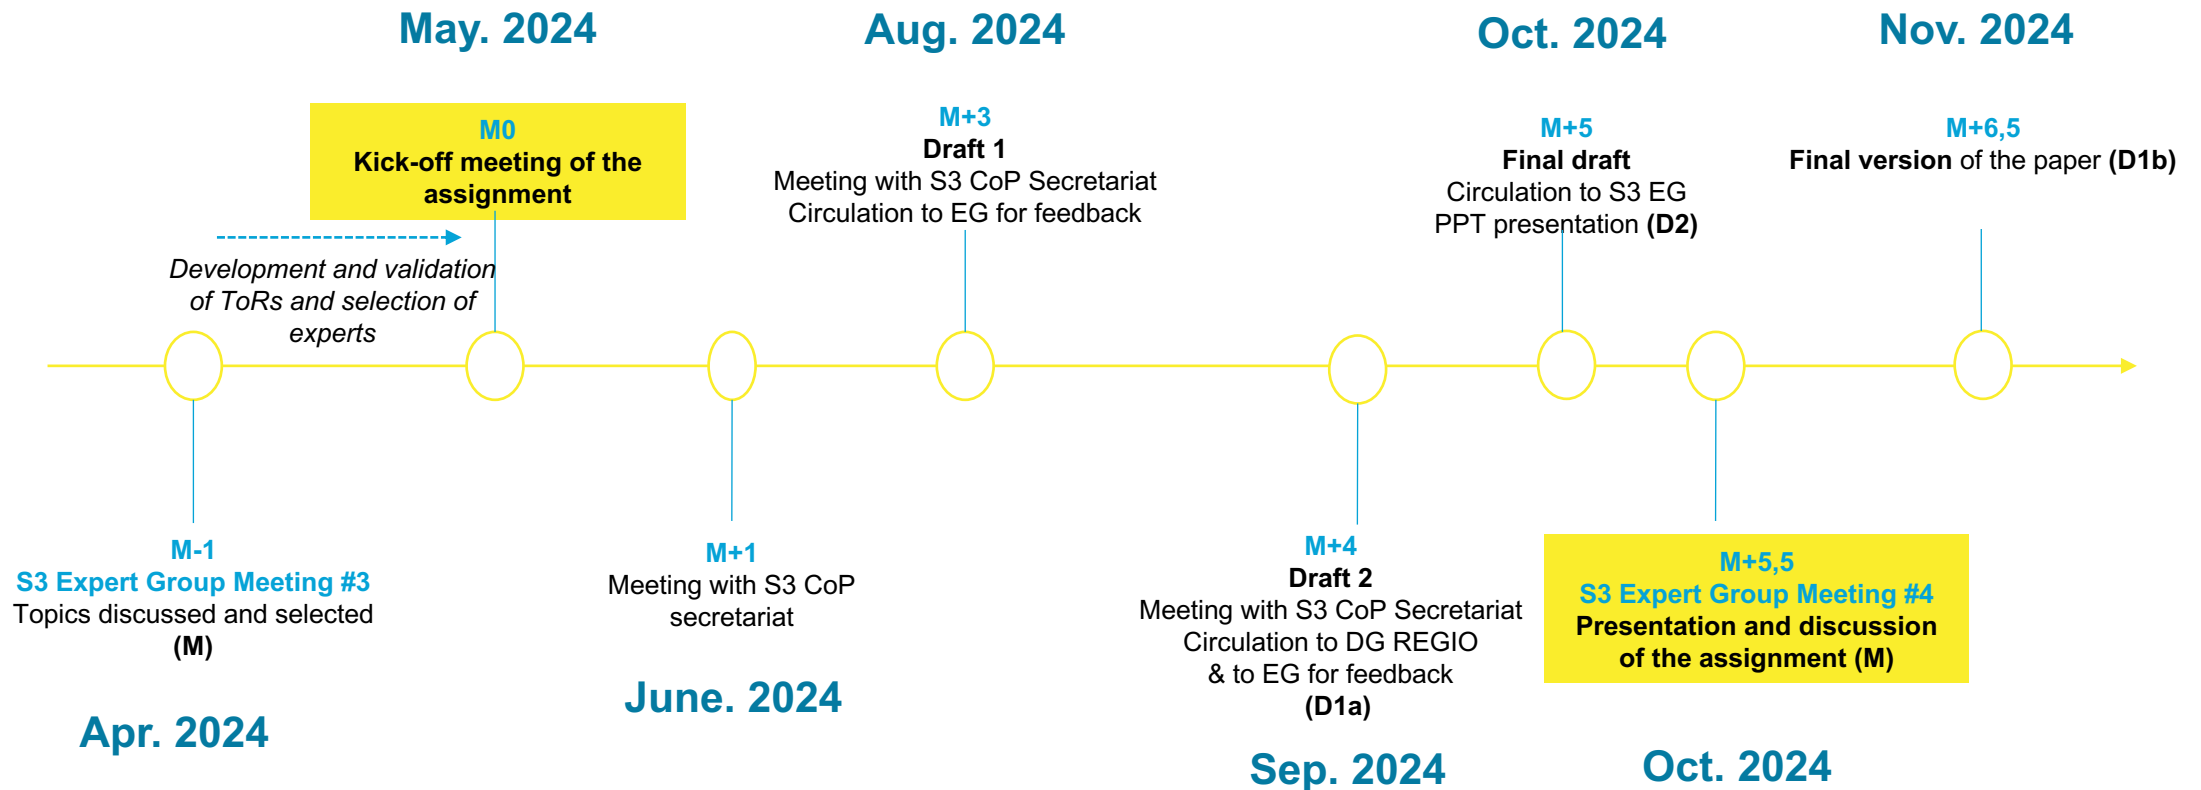 May. 2024
Aug. 2024
Oct. 2024
Nov. 2024
M0
Kick-off meeting of the
assignment
M+3
Draft 1
Meeting with S3 CoP Secretariat
Circulation to EG for feedback
M+5
Final draft
Circulation to S3 EG
PPT presentation (D2)
M+6,5
Final version of the paper (D1b)
Development and validation
of ToRs and selection of
experts
M-1
S3 Expert Group Meeting #3
Topics discussed and selected
(M)
Apr. 2024
M+1
Meeting with S3 CoP
secretariat
June. 2024
M+4
Draft 2
Meeting with S3 CoP Secretariat
Circulation to DG REGIO
& to EG for feedback
(D1a)
Sep. 2024
M+5,5
S3 Expert Group Meeting #4
Presentation and discussion
of the assignment (M)
Oct. 2024